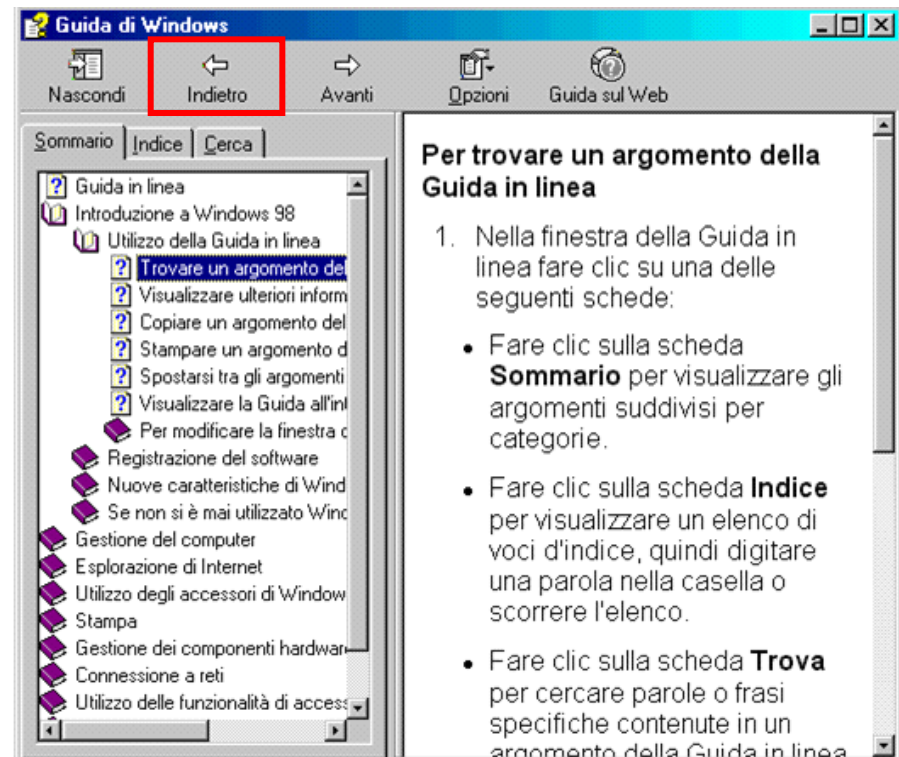 Guida di Windows
Nascondi Indietro Avanti Opzioni Guida sul Web
Sommario Indice Cerca
Guida in linea
Introduzione a Windows 98
Utilizzo della Guida in linea
Trovare un argomento del
Visualizzare ulteriori inform
Copiare un argomento del
Stampare un argomento d
Spostarsi tra gli argomenti
Visualizzare la Guida all'int
Per modificare la finestra d
Registrazione del software
Nuove caratteristiche di Wind
Se non si è mai utilizzato Wind
Gestione del computer
Esplorazione di Internet
Utilizzo degli accessori di Window
Stampa
Gestione dei componenti hardwar
Connessione a reti
Utilizzo delle funzionalità di access
Per trovare un argomento della
Guida in linea
1. Nella finestra della Guida in
linea fare clic su una delle
seguenti schede:
• Fare clic sulla scheda
Sommario per visualizzare gli
argomenti suddivisi per
categorie.
• Fare clic sulla scheda Indice
per visualizzare un elenco di
voci d'indice, quindi digitare
una parola nella casella o
scorrere l'elenco.
• Fare clic sulla scheda Trova
per cercare parole o frasi
specifiche contenute in un
argomento della Guida in linea